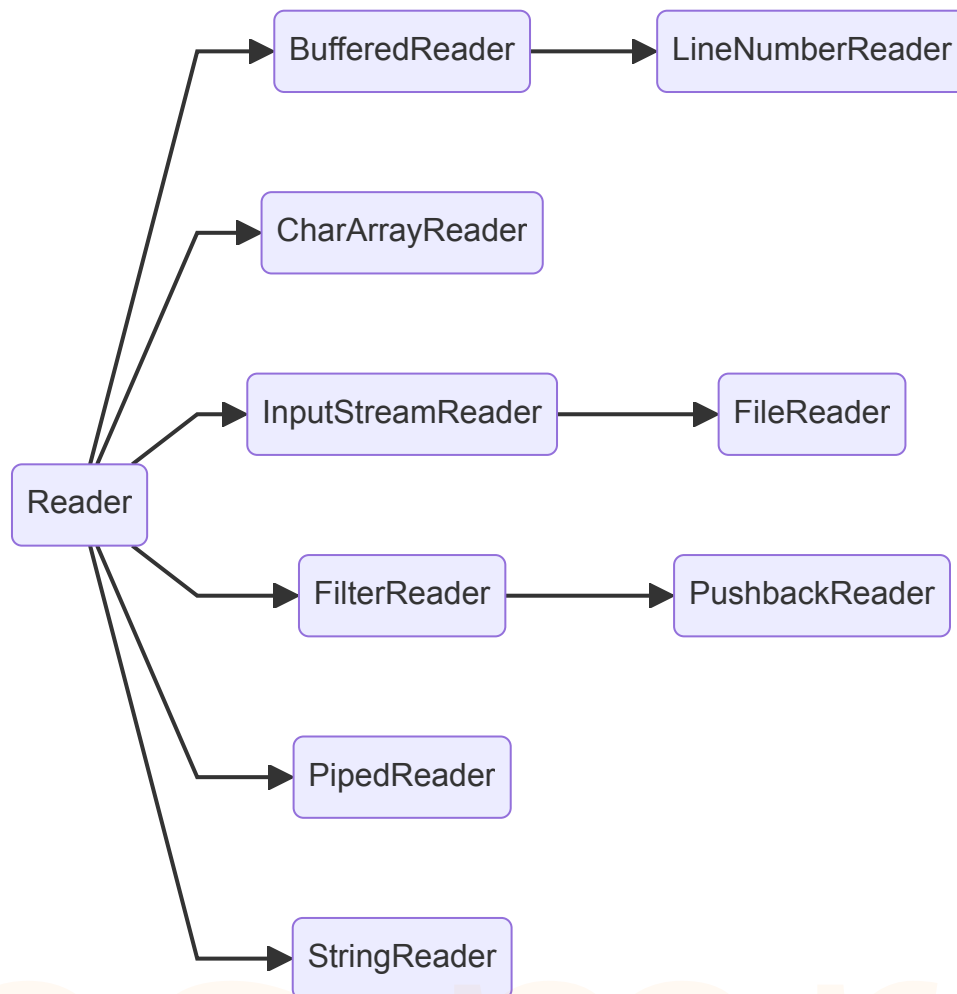 BufferedReader
LineNumberReader
CharArrayReader
InputStreamReader
FileReader
Reader
FilterReader
PushbackReader
PipedReader
StringReader